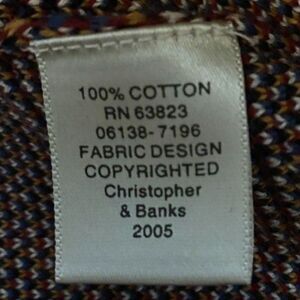 100% COTTON
RN 63823
06138-7196
FABRIC DESIGN
COPYRIGHTED
Christopher
& Banks
2005